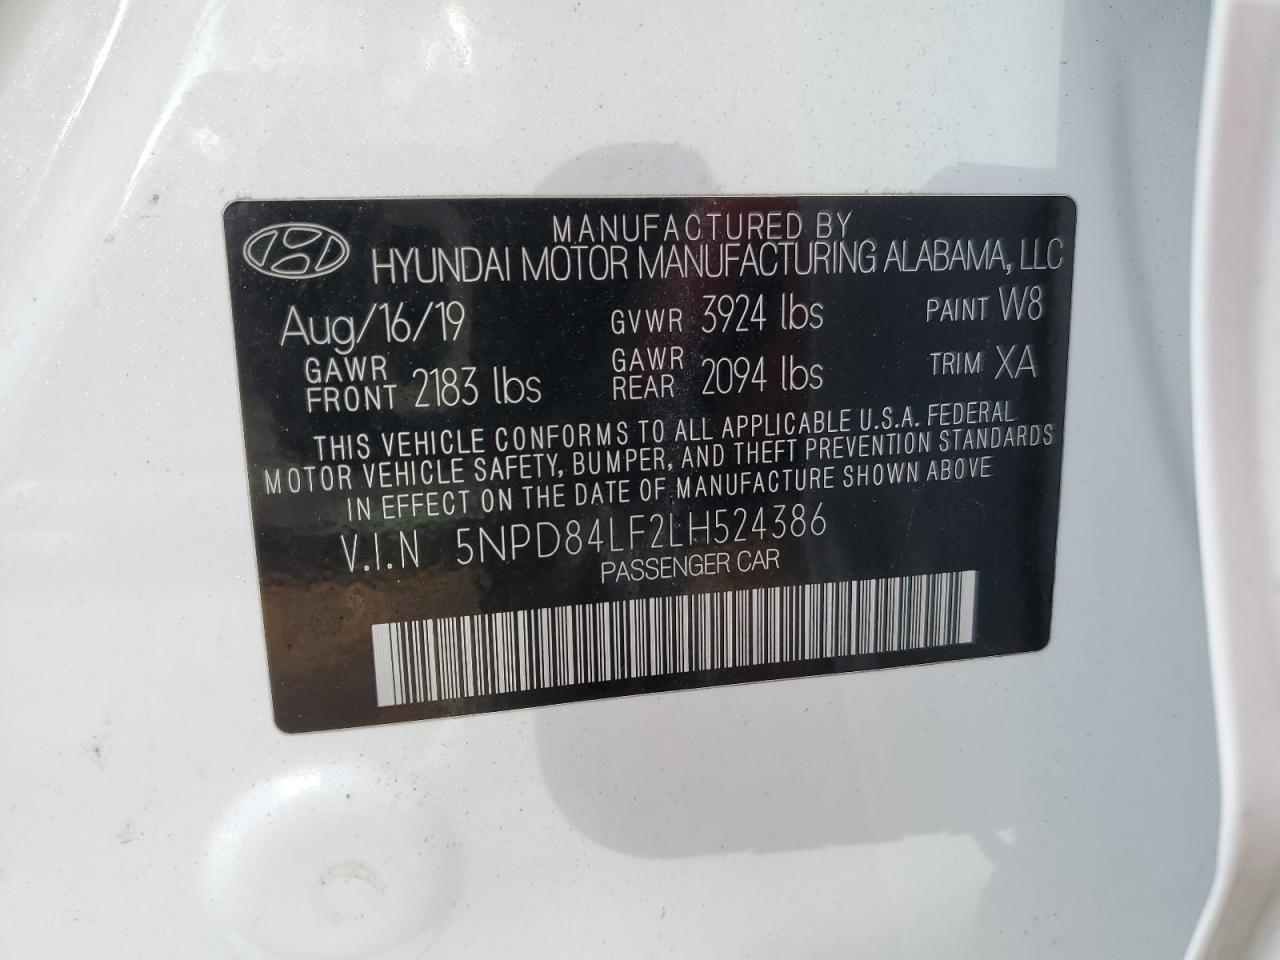 MANUFACTURED BY
HYUNDAI MOTOR MANUFACTURING ALABAMA, LLC
Aug/16/19 GVWR 3924 lbs PAINT W8
GAWR FRONT 2183 lbs GAWR REAR 2094 lbs TRIM XA
THIS VEHICLE CONFORMS TO ALL APPLICABLE U.S.A. FEDERAL
MOTOR VEHICLE SAFETY, BUMPER, AND THEFT PREVENTION STANDARDS
IN EFFECT ON THE DATE OF MANUFACTURE SHOWN ABOVE
V.I.N 5NPD84LF2LH524386
PASSENGER CAR